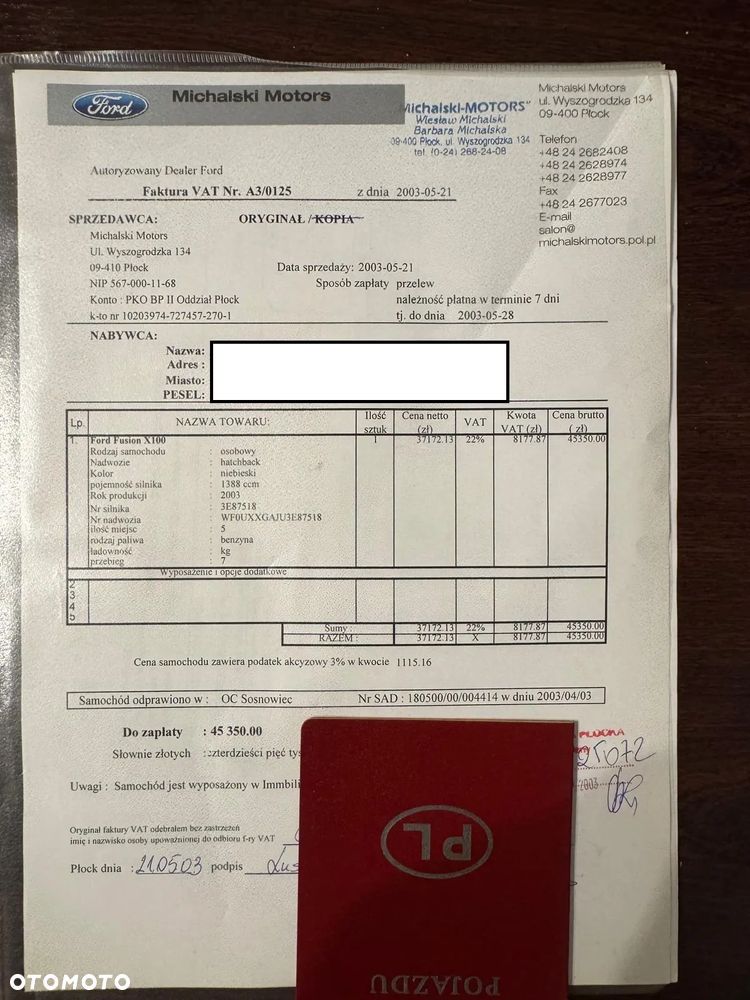 Ford
Michalski Motors
Michalski-MOTORS"
Wiesław Michalski
Barbara Michalska
09-400 Płock, ul. Wyszogrodzka 134
tel. (0-24) 268-24-08
Michalski Motors
ul. Wyszogrodzka 134
09-400 Płock
Telefon
+48 24 2682408
+48 24 2628974
+48 24 2628977
Fax
+48 24 2677023
E-mail
salon@
michalskimotors.pol.pl
Autoryzowany Dealer Ford
Faktura VAT Nr. A3/0125 z dnia 2003-05-21
SPRZEDAWCA: ORYGINAŁ /KOPIA
Michalski Motors
Ul. Wyszogrodzka 134
09-410 Płock Data sprzedaży: 2003-05-21
NIP 567-000-11-68 Sposób zapłaty przelew
Konto : PKO BP II Oddział Płock należność płatna w terminie 7 dni
k-to nr 10203974-727457-270-1 tj. do dnia 2003-05-28
NABYWCA:
Nazwa:
Adres :
Miasto:
PESEL:
Lp. NAZWA TOWARU: Ilość sztuk Cena netto (zł) VAT Kwota VAT (zł) Cena brutto ( zł)
1. Ford Fusion X100 1 37172.13 22% 8177.87 45350.00
Rodzaj samochodu : osobowy
Nadwozie : hatchback
Kolor : niebieski
pojemność silnika : 1388 ccm
Rok produkcji : 2003
Nr silnika : 3E87518
Nr nadwozia : WF0UXXGAJU3E87518
ilość miejsc : 5
rodzaj paliwa : benzyna
ładowność : kg
przebieg : 7
Wyposażenie i opcje dodatkowe
2
3
4
5
Sumy : 37172.13 22% 8177.87 45350.00
RAZEM : 37172.13 X 8177.87 45350.00
Cena samochodu zawiera podatek akcyzowy 3% w kwocie 1115.16
Samochód odprawiono w : OC Sosnowiec Nr SAD : 180500/00/004414 w dniu 2003/04/03
Do zapłaty : 45 350.00
Słownie złotych :czterdzieści pięć tys
Uwagi : Samochód jest wyposażony w Immbili
Oryginał faktury VAT odebrałem bez zastrzeżeń
imię i nazwisko osoby upoważnionej do odbioru f-ry VAT
Płock dnia : 210503 podpis
PL
POJAZDU
OTOMOTO